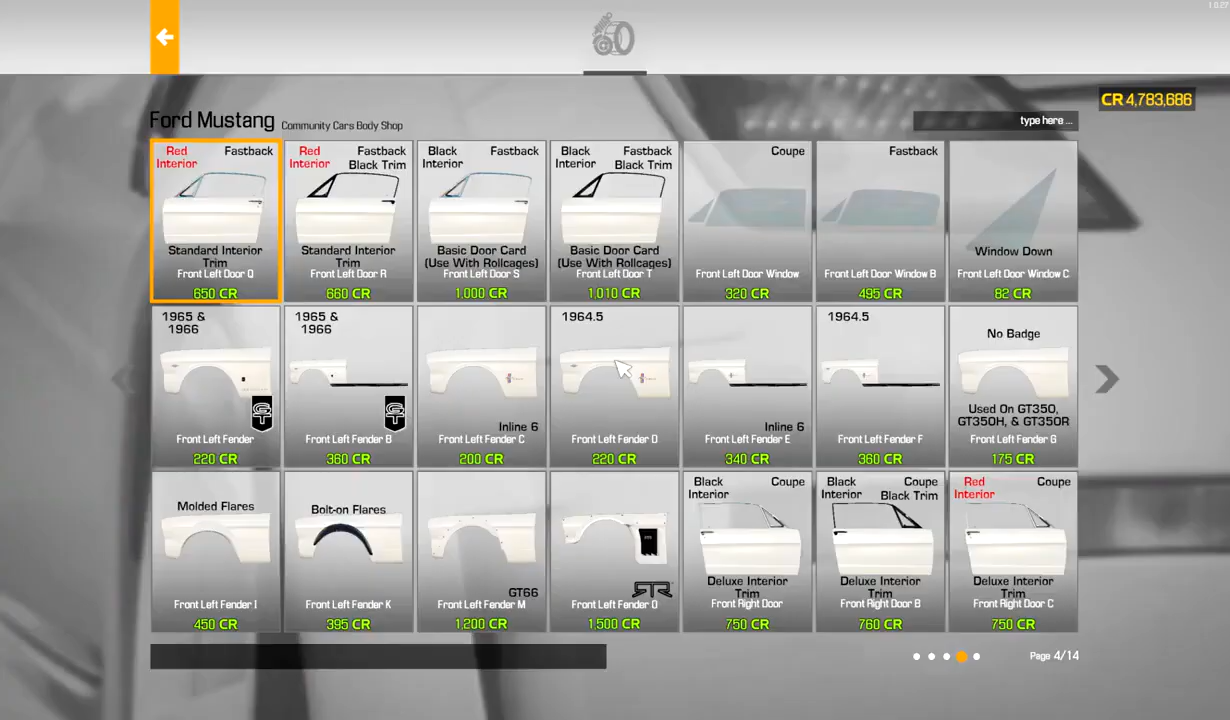 1.0.27
CR 4,783,686
Ford Mustang Community Cars Body Shop
type here ...
Red Interior
Fastback
Standard Interior
Trim
Front Left Door Q
650 CR
Red Interior
Fastback
Black Trim
Standard Interior
Trim
Front Left Door R
660 CR
Black Interior
Fastback
Basic Door Card
(Use With Rollcages)
Front Left Door S
1,000 CR
Black Interior
Fastback
Black Trim
Basic Door Card
(Use With Rollcages)
Front Left Door T
1,010 CR
Coupe
Front Left Door Window
320 CR
Fastback
Front Left Door Window B
495 CR
Window Down
Front Left Door Window C
82 CR
1965 &
1966
GT
Front Left Fender
220 CR
1965 &
1966
GT
Front Left Fender B
360 CR
Inline 6
Front Left Fender C
200 CR
1964.5
Front Left Fender D
220 CR
Inline 6
Front Left Fender E
340 CR
1964.5
Front Left Fender F
360 CR
No Badge
Used On GT350,
GT350H, & GT350R
Front Left Fender G
175 CR
Molded Flares
Front Left Fender I
450 CR
Bolt-on Flares
Front Left Fender K
395 CR
GT66
Front Left Fender M
1,200 CR
RTR
Front Left Fender O
1,500 CR
Black Interior
Coupe
Deluxe Interior
Trim
Front Right Door
750 CR
Black Interior
Coupe
Black Trim
Deluxe Interior
Trim
Front Right Door B
760 CR
Red Interior
Coupe
Deluxe Interior
Trim
Front Right Door C
750 CR
Page 4/14